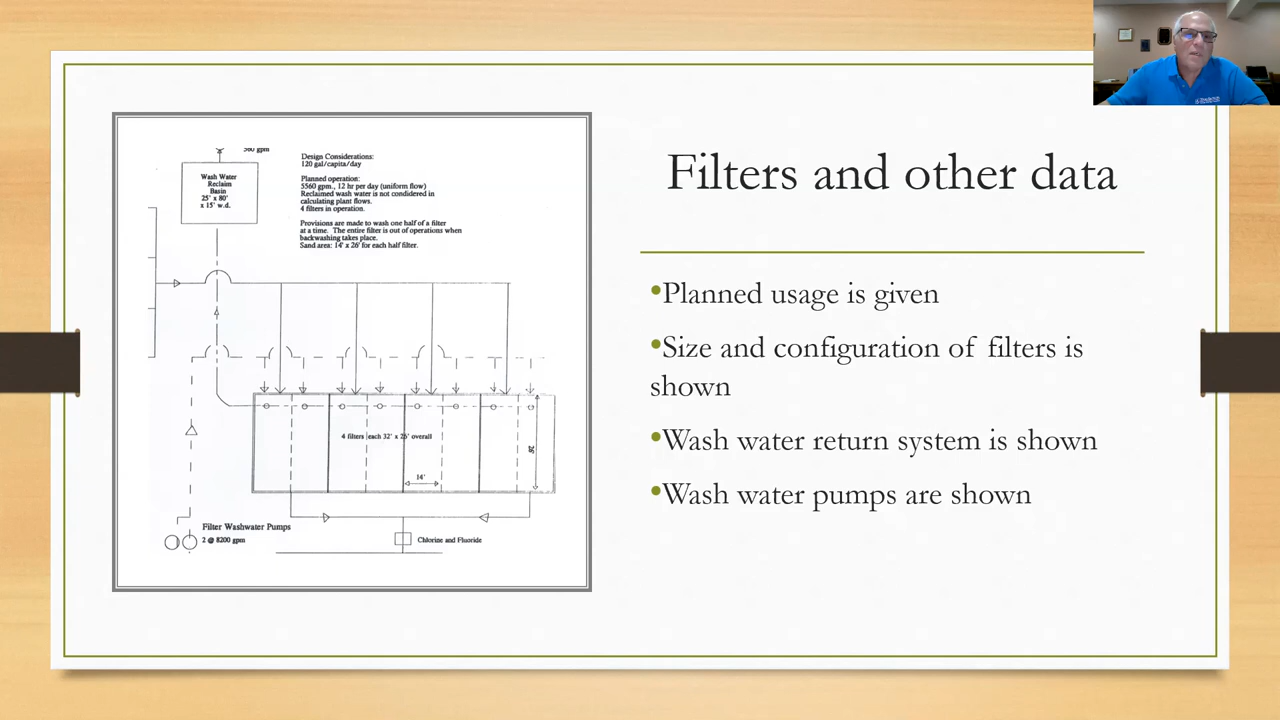 Filters and other data
•Planned usage is given
•Size and configuration of filters is
shown
•Wash water return system is shown
•Wash water pumps are shown
560 gpm
Wash Water
Reclaim
Basin
25' x 80'
x 15' w.d.
Design Considerations:
120 gal/capita/day
Planned operation:
5560 gpm., 12 hr per day (uniform flow)
Reclaimed wash water is not condidered in
calculating plant flows.
4 filters in operation.
Provisions are made to wash one half of a filter
at a time. The entire filter is out of operations when
backwashing takes place.
Sand area: 14' x 26' for each half filter.
4 filters each 32' x 26' overall
14'
26'
Filter Washwater Pumps
2 @ 8200 gpm
Chlorine and Fluoride